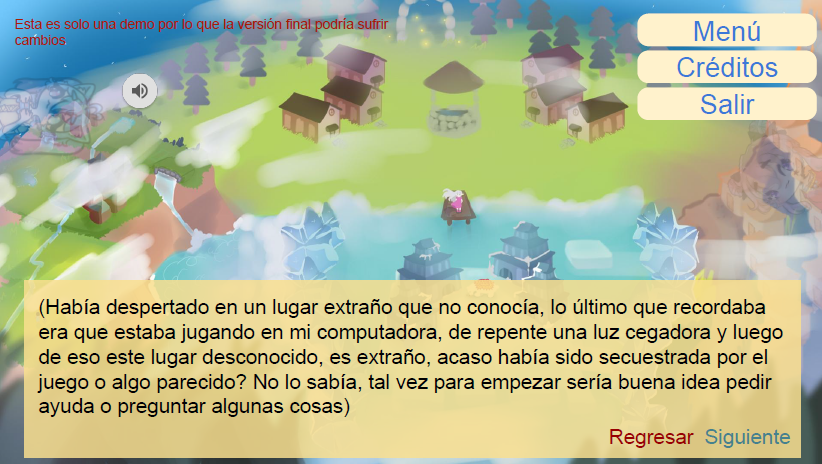 Esta es solo una demo por lo que la versión final podría sufrir
cambios
Menú
Créditos
Salir
(Había despertado en un lugar extraño que no conocía, lo último que recordaba
era que estaba jugando en mi computadora, de repente una luz cegadora y luego
de eso este lugar desconocido, es extraño, acaso había sido secuestrada por el
juego o algo parecido? No lo sabía, tal vez para empezar sería buena idea pedir
ayuda o preguntar algunas cosas)
Regresar Siguiente